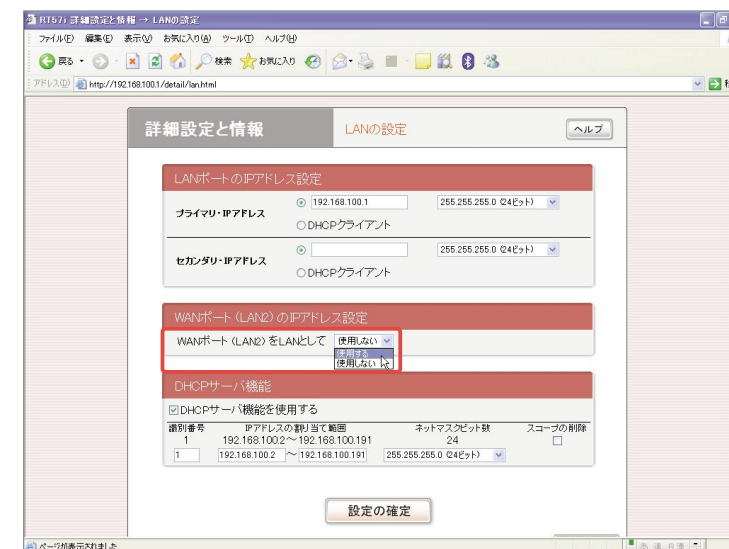 RT57i 詳細設定と情報 → LANの設定
ファイル(F) 編集(E) 表示(V) お気に入り(A) ツール(T) ヘルプ(H)
戻る 検索 お気に入り
アドレス(D) http://192.168.100.1/detail/lan.html
詳細設定と情報 LANの設定 ヘルプ
LANポートのIPアドレス設定
プライマリ・IPアドレス 192.168.100.1 255.255.255.0 (24ビット)
DHCPクライアント
セカンダリ・IPアドレス 255.255.255.0 (24ビット)
DHCPクライアント
WANポート (LAN2) のIPアドレス設定
WANポート (LAN2) をLANとして 使用しない
使用する
使用しない
DHCPサーバ機能
DHCPサーバ機能を使用する
識別番号 IPアドレスの割り当て範囲 ネットマスクビット数 スコープの削除
1 192.168.100.2～192.168.100.191 24
1 192.168.100.2 ～ 192.168.100.191 255.255.255.0 (24ビット)
設定の確定
ページが表示されました